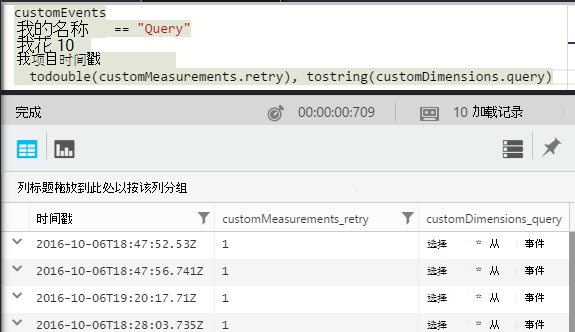 customEvents
我的名称 == "Query"
我花 10
我项目时间戳
todouble(customMeasurements.retry), tostring(customDimensions.query)
完成 00:00:00:709 10 加载记录
列标题拖放到此处以按该列分组
时间戳 customMeasurements_retry customDimensions_query
2016-10-06T18:47:52.53Z 1 选择 * 从 事件
2016-10-06T18:47:56.741Z 1 选择 * 从 事件
2016-10-06T19:20:17.71Z 1 选择 * 从 事件
2016-10-06T18:28:03.735Z 1 选择 * 从 事件